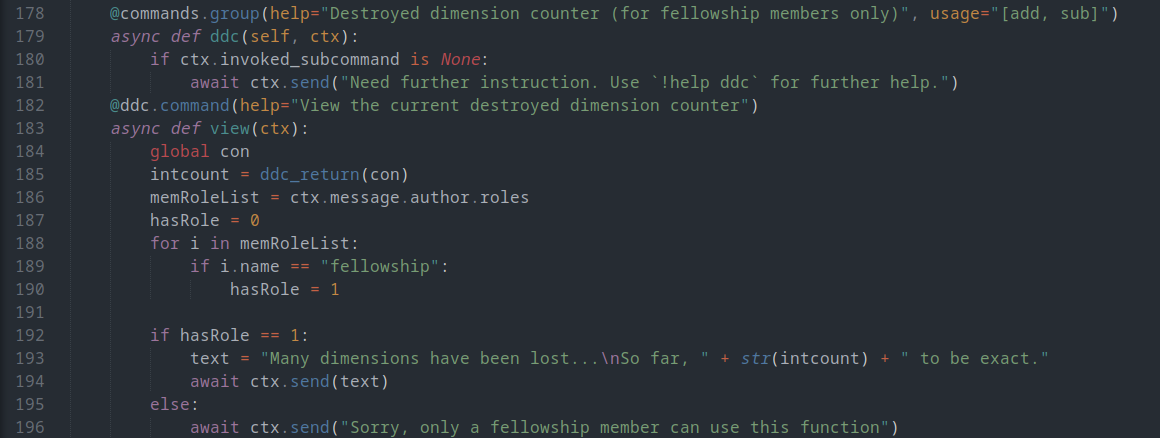 178 @commands.group(help="Destroyed dimension counter (for fellowship members only)", usage="[add, sub]")
179 async def ddc(self, ctx):
180 if ctx.invoked_subcommand is None:
181 await ctx.send("Need further instruction. Use `!help ddc` for further help.")
182 @ddc.command(help="View the current destroyed dimension counter")
183 async def view(ctx):
184 global con
185 intcount = ddc_return(con)
186 memRoleList = ctx.message.author.roles
187 hasRole = 0
188 for i in memRoleList:
189 if i.name == "fellowship":
190 hasRole = 1
191
192 if hasRole == 1:
193 text = "Many dimensions have been lost...\nSo far, " + str(intcount) + " to be exact."
194 await ctx.send(text)
195 else:
196 await ctx.send("Sorry, only a fellowship member can use this function")